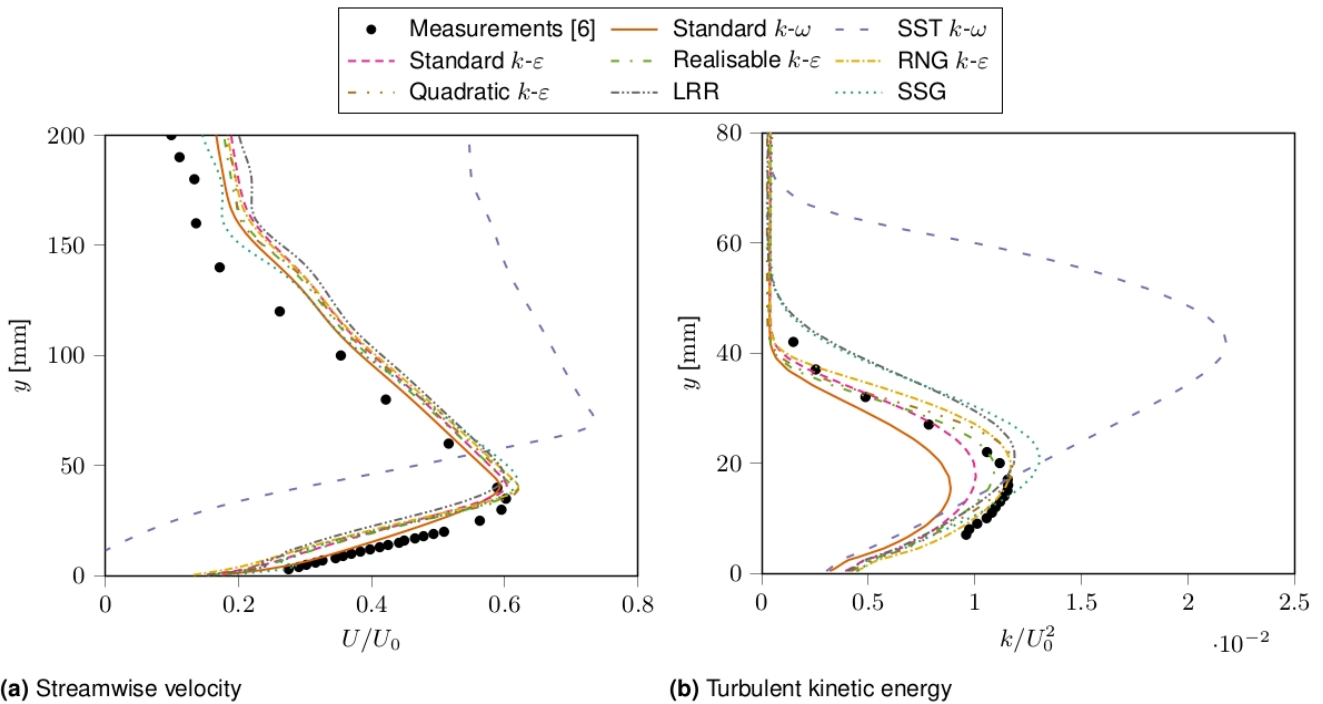 Measurements [6] Standard k-ω SST k-ω
Standard k-ε Realisable k-ε RNG k-ε
Quadratic k-ε LRR SSG
200
150
100
50
0
y [mm]
0 0.2 0.4 0.6 0.8
U/U₀
80
60
40
20
0
y [mm]
0 0.5 1 1.5 2 2.5
k/U₀² ·10⁻²
(a) Streamwise velocity
(b) Turbulent kinetic energy